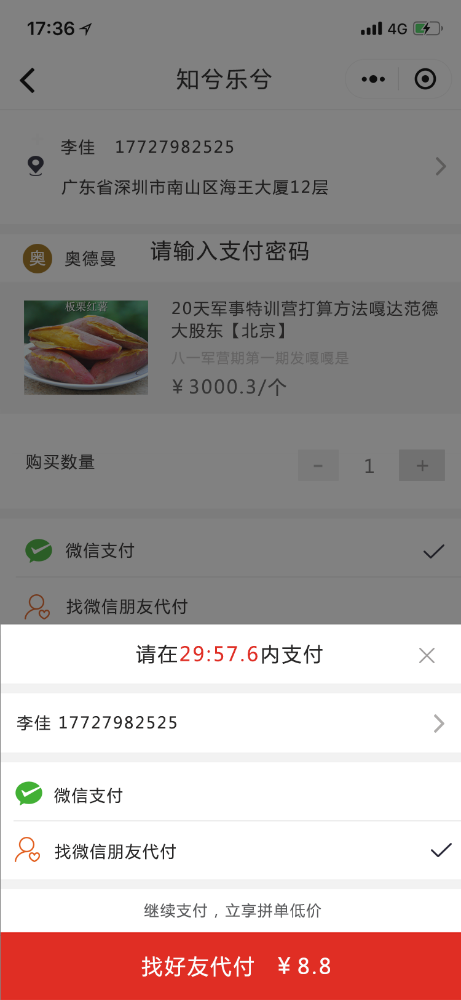 17:36
4G
知兮乐兮
李佳 17727982525
广东省深圳市南山区海王大厦12层
奥
奥德曼
请输入支付密码
板栗红薯
20天军事特训营打算方法嘎达范德
大股东【北京】
八一军营期第一期发嘎嘎是
¥3000.3/个
购买数量
- 1 +
微信支付
找微信朋友代付
请在29:57.6内支付
李佳 17727982525
微信支付
找微信朋友代付
继续支付，立享拼单低价
找好友代付 ¥8.8